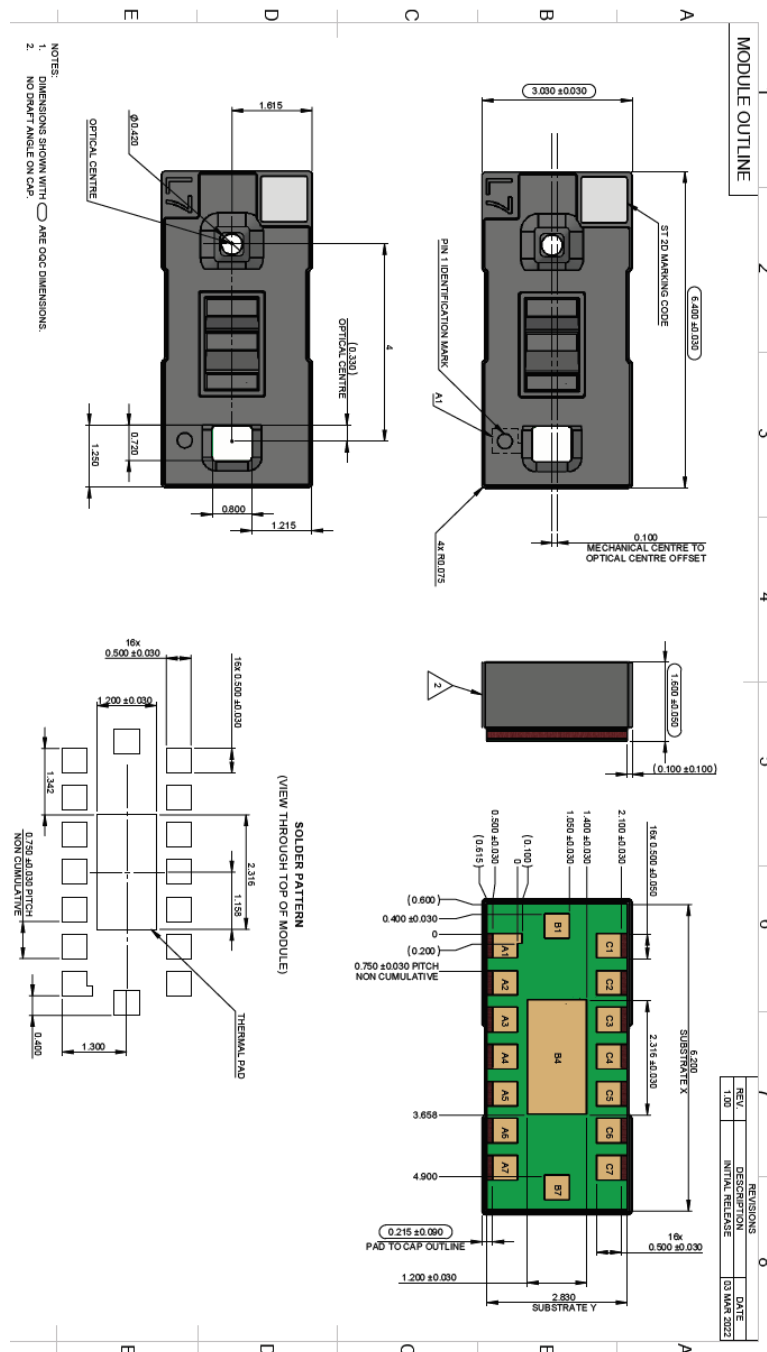 E
D
C
B
A
MODULE OUTLINE
1
2
3
4
5
6
7
8
3.030 ±0.030
6.400 ±0.030
ST 2D MARKING CODE
PIN 1 IDENTIFICATION MARK
A1
L7
4x R0.075
0.100
MECHANICAL CENTRE TO
OPTICAL CENTRE OFFSET
1.615
Ø0.420
OPTICAL CENTRE
L7
4
(0.330)
OPTICAL CENTRE
0.720
1.250
0.800
1.215
NOTES:
1. DIMENSIONS SHOWN WITH ARE OQC DIMENSIONS.
2. NO DRAFT ANGLE ON CAP.
1.600 ±0.050
(0.100 ±0.100)
2
16x 0.500 ±0.050
2.100 ±0.030
1.400 ±0.030
1.050 ±0.030
(0.100)
0
0.500 ±0.030
(0.615)
(0.600)
0.400 ±0.030
0
(0.200)
0.750 ±0.030 PITCH
NON CUMULATIVE
3.658
4.900
B1
A1
A2
A3
A4
A5
A6
A7
B4
B7
C1
C2
C3
C4
C5
C6
C7
2.316 ±0.030
6.200
SUBSTRATE X
0.215 ±0.090
PAD TO CAP OUTLINE
1.200 ±0.030
16x
0.500 ±0.030
2.830
SUBSTRATE Y
SOLDER PATTERN
(VIEW THROUGH TOP OF MODULE)
16x
0.500 ±0.030
16x 0.500 ±0.030
1.200 ±0.030
1.342
2.316
1.158
0.750 ±0.030 PITCH
NON CUMULATIVE
THERMAL PAD
0.400
1.300
REVISIONS
REV. DESCRIPTION DATE
1.00 INITIAL RELEASE 03 MAR 2022
E
D
C
B
A